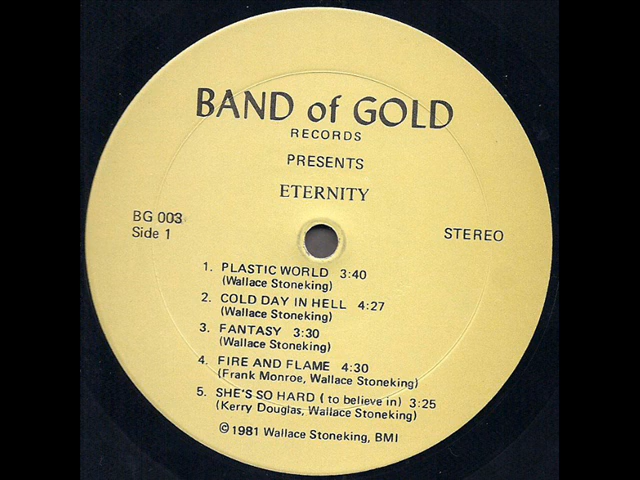 BAND of GOLD
RECORDS
PRESENTS
ETERNITY
BG 003
Side 1
STEREO
1. PLASTIC WORLD 3:40
(Wallace Stoneking)
2. COLD DAY IN HELL 4:27
(Wallace Stoneking)
3. FANTASY 3:30
(Wallace Stoneking)
4. FIRE AND FLAME 4:30
(Frank Monroe, Wallace Stoneking)
5. SHE'S SO HARD ( to believe in) 3:25
(Kerry Douglas, Wallace Stoneking)
©1981 Wallace Stoneking, BMI